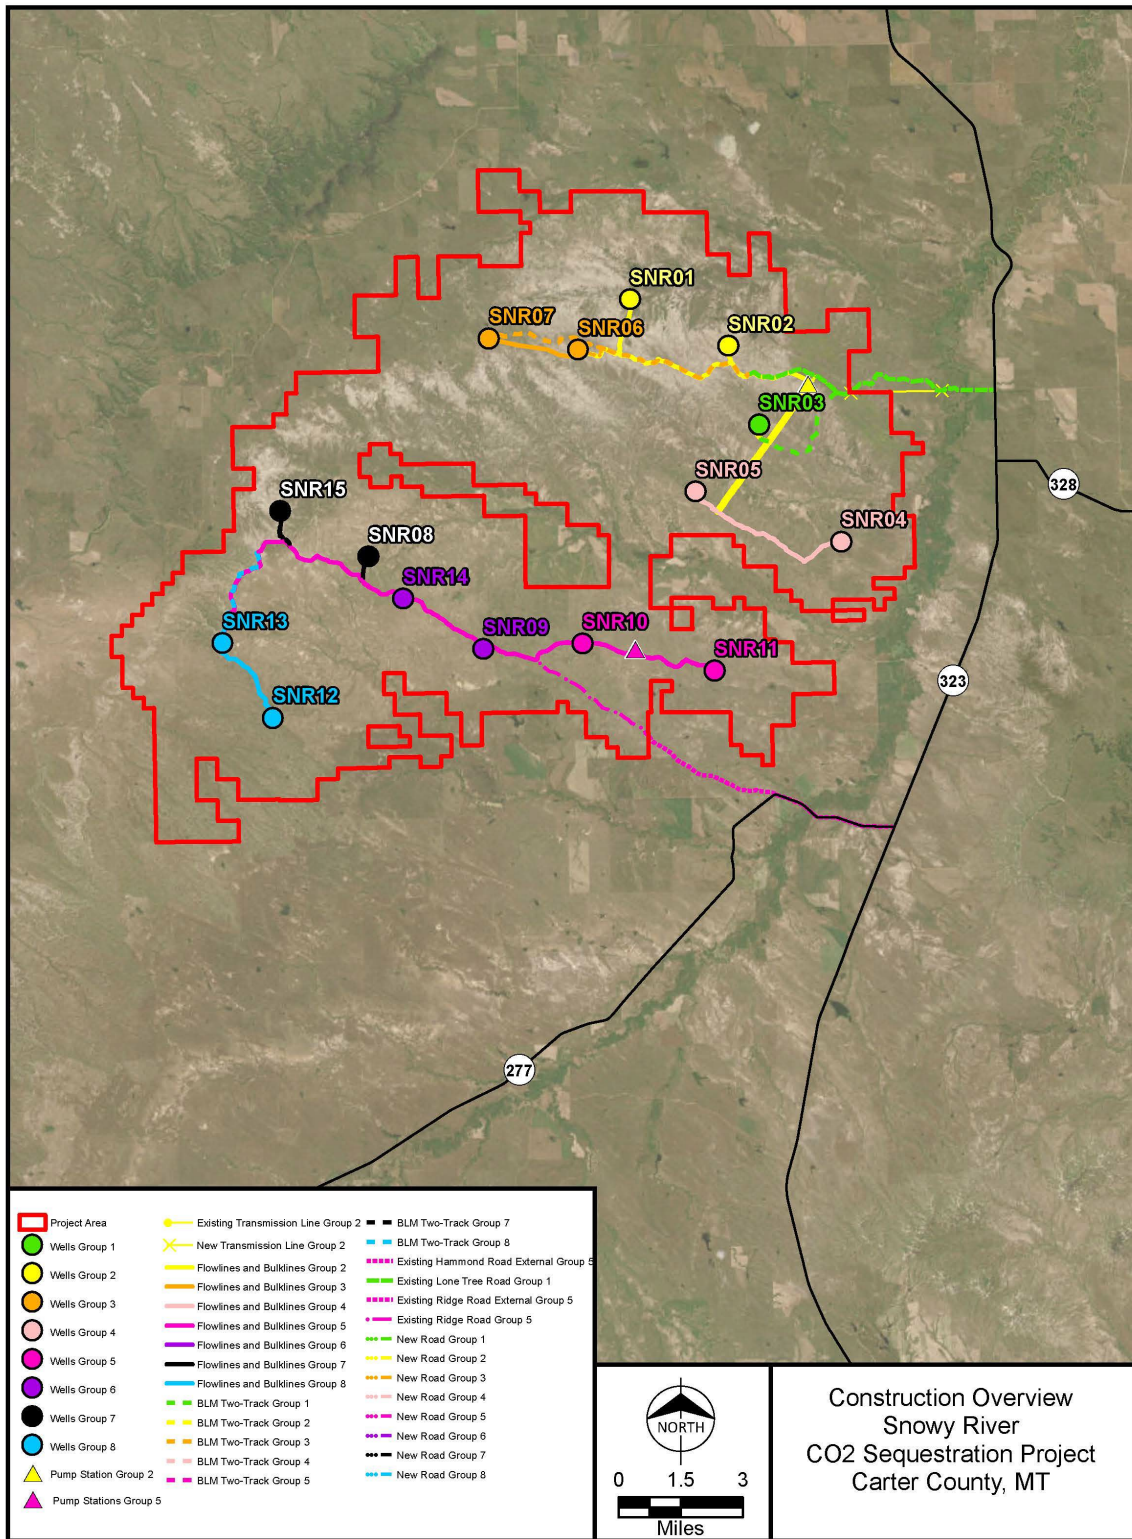 SNR01
SNR07
SNR06
SNR02
SNR03
SNR05
328
SNR15
SNR04
SNR08
SNR14
SNR13
SNR09
SNR10
SNR11
323
SNR12
277
Project Area
Wells Group 1
Wells Group 2
Wells Group 3
Wells Group 4
Wells Group 5
Wells Group 6
Wells Group 7
Wells Group 8
Pump Station Group 2
Pump Stations Group 5
Existing Transmission Line Group 2
New Transmission Line Group 2
Flowlines and Bulklines Group 2
Flowlines and Bulklines Group 3
Flowlines and Bulklines Group 4
Flowlines and Bulklines Group 5
Flowlines and Bulklines Group 6
Flowlines and Bulklines Group 7
Flowlines and Bulklines Group 8
BLM Two-Track Group 1
BLM Two-Track Group 2
BLM Two-Track Group 3
BLM Two-Track Group 4
BLM Two-Track Group 5
BLM Two-Track Group 7
BLM Two-Track Group 8
Existing Hammond Road External Group 5
Existing Lone Tree Road Group 1
Existing Ridge Road External Group 5
Existing Ridge Road Group 5
New Road Group 1
New Road Group 2
New Road Group 3
New Road Group 4
New Road Group 5
New Road Group 6
New Road Group 7
New Road Group 8
NORTH
0 1.5 3
Miles
Construction Overview
Snowy River
CO2 Sequestration Project
Carter County, MT